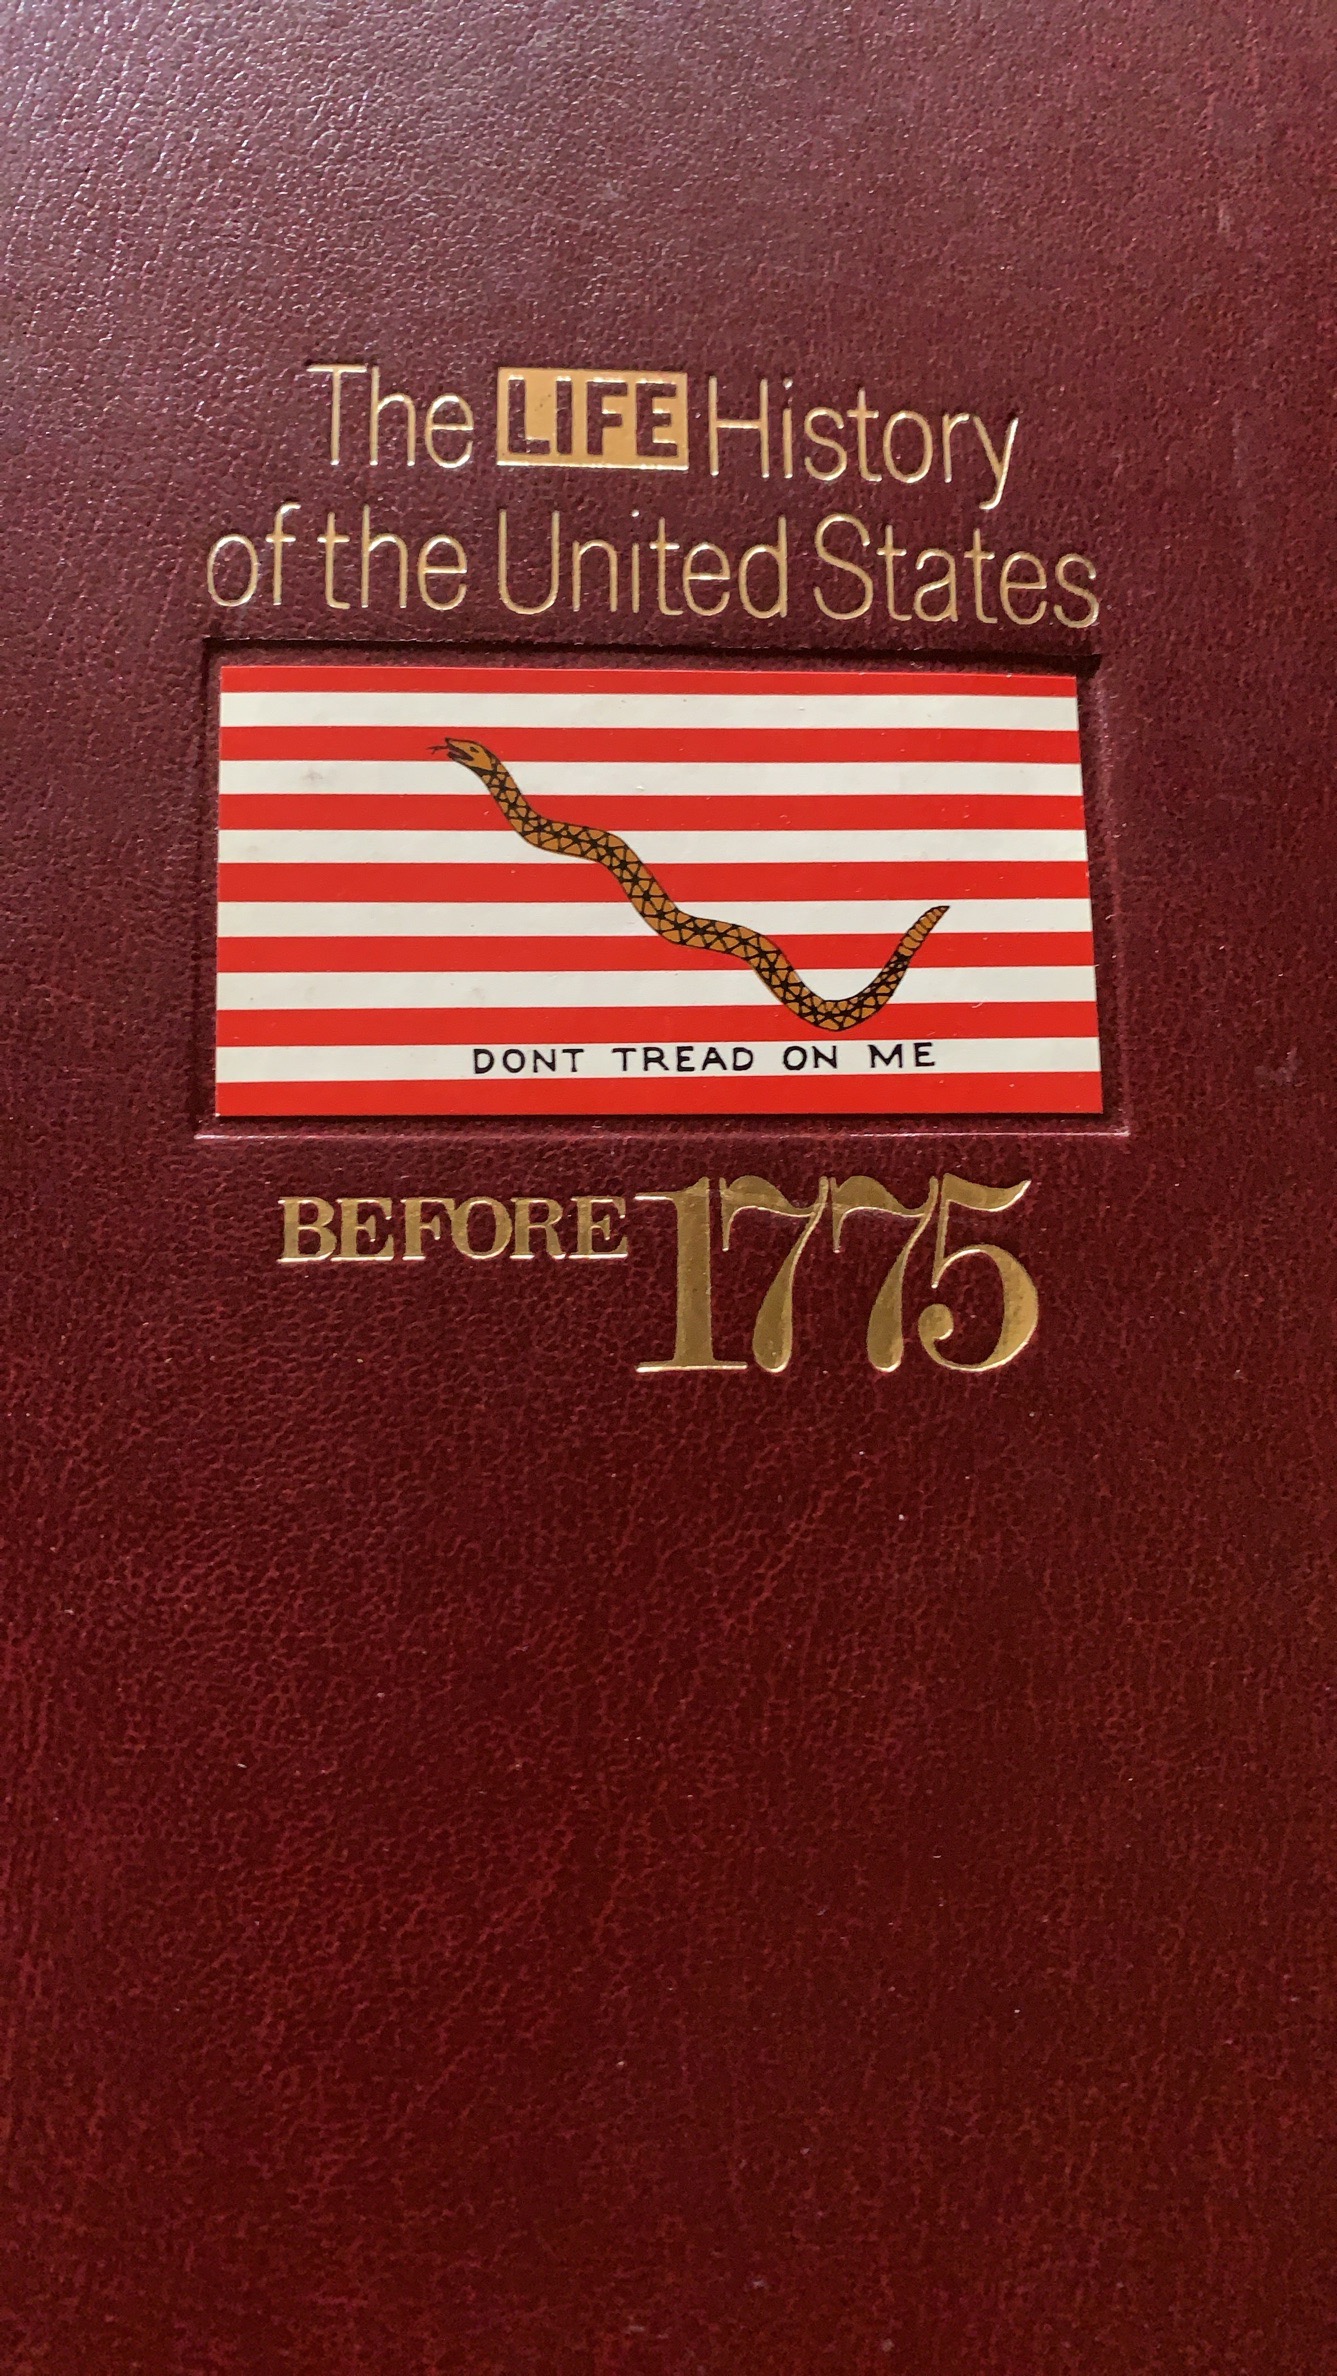 The LIFE History
of the United States
DONT TREAD ON ME
BEFORE 1775